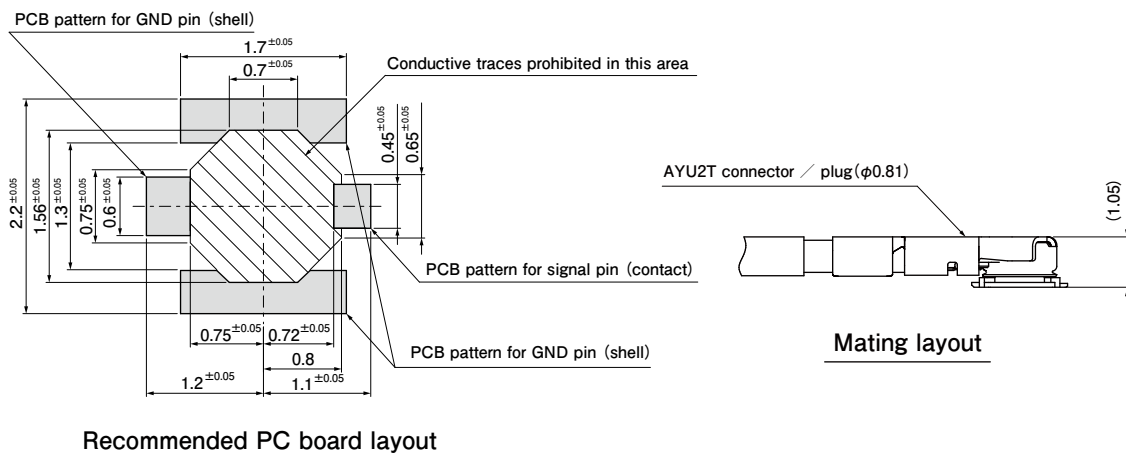 PCB pattern for GND pin (shell)
1.7±0.05
0.7±0.05
Conductive traces prohibited in this area
2.2±0.05
1.56±0.05
1.3±0.05
0.75±0.05
0.6±0.05
0.45±0.05
0.65±0.05
AYU2T connector / plug(φ0.81)
(1.05)
PCB pattern for signal pin (contact)
0.75±0.05
0.72±0.05
0.8
PCB pattern for GND pin (shell)
1.2±0.05
1.1±0.05
Mating layout
Recommended PC board layout